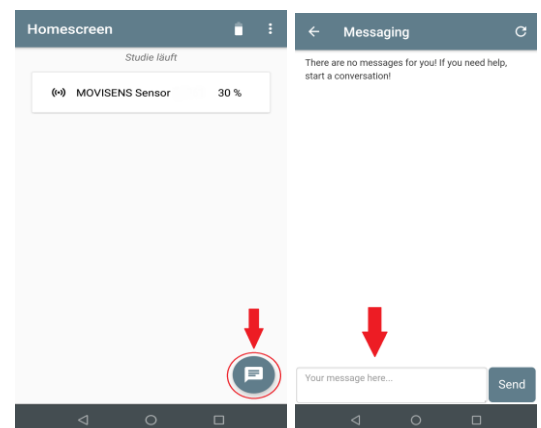 Homescreen
Studie läuft
MOVISENS Sensor 30 %
Messaging
There are no messages for you! If you need help,
start a conversation!
Your message here...
Send